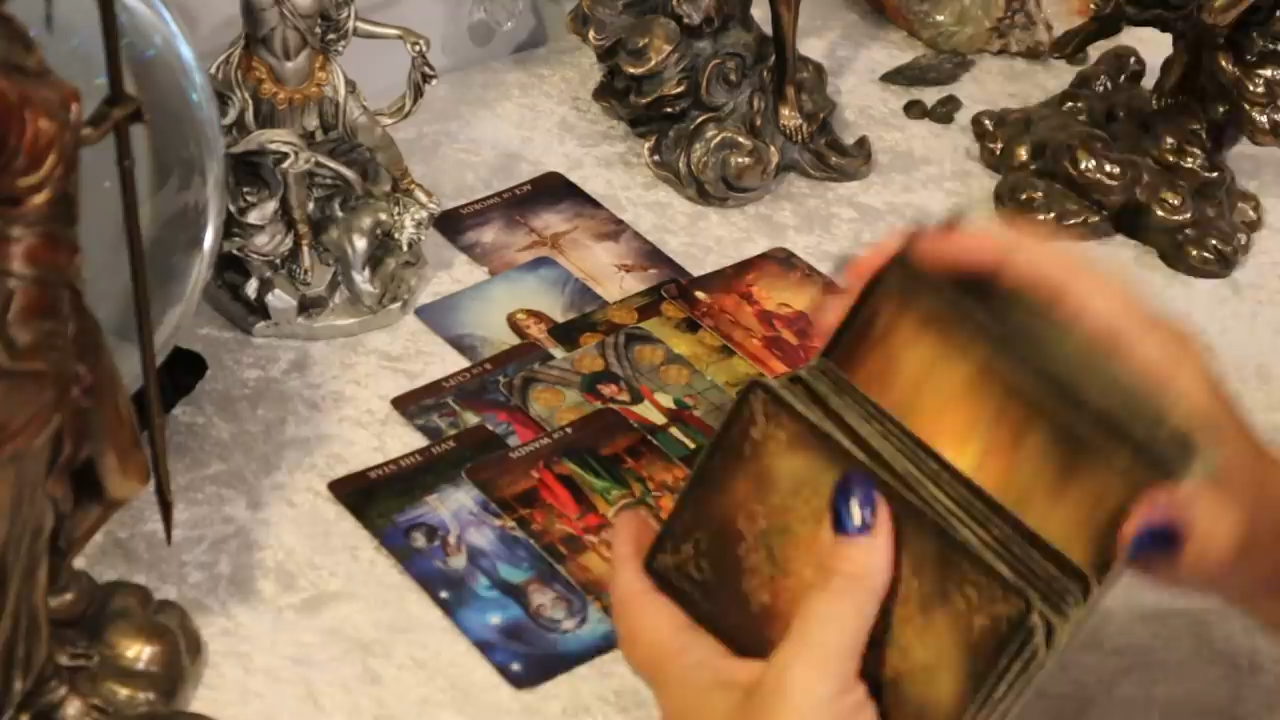 ACE OF SWORDS
8 OF CUPS
4 OF WANDS
XVII · THE STAR